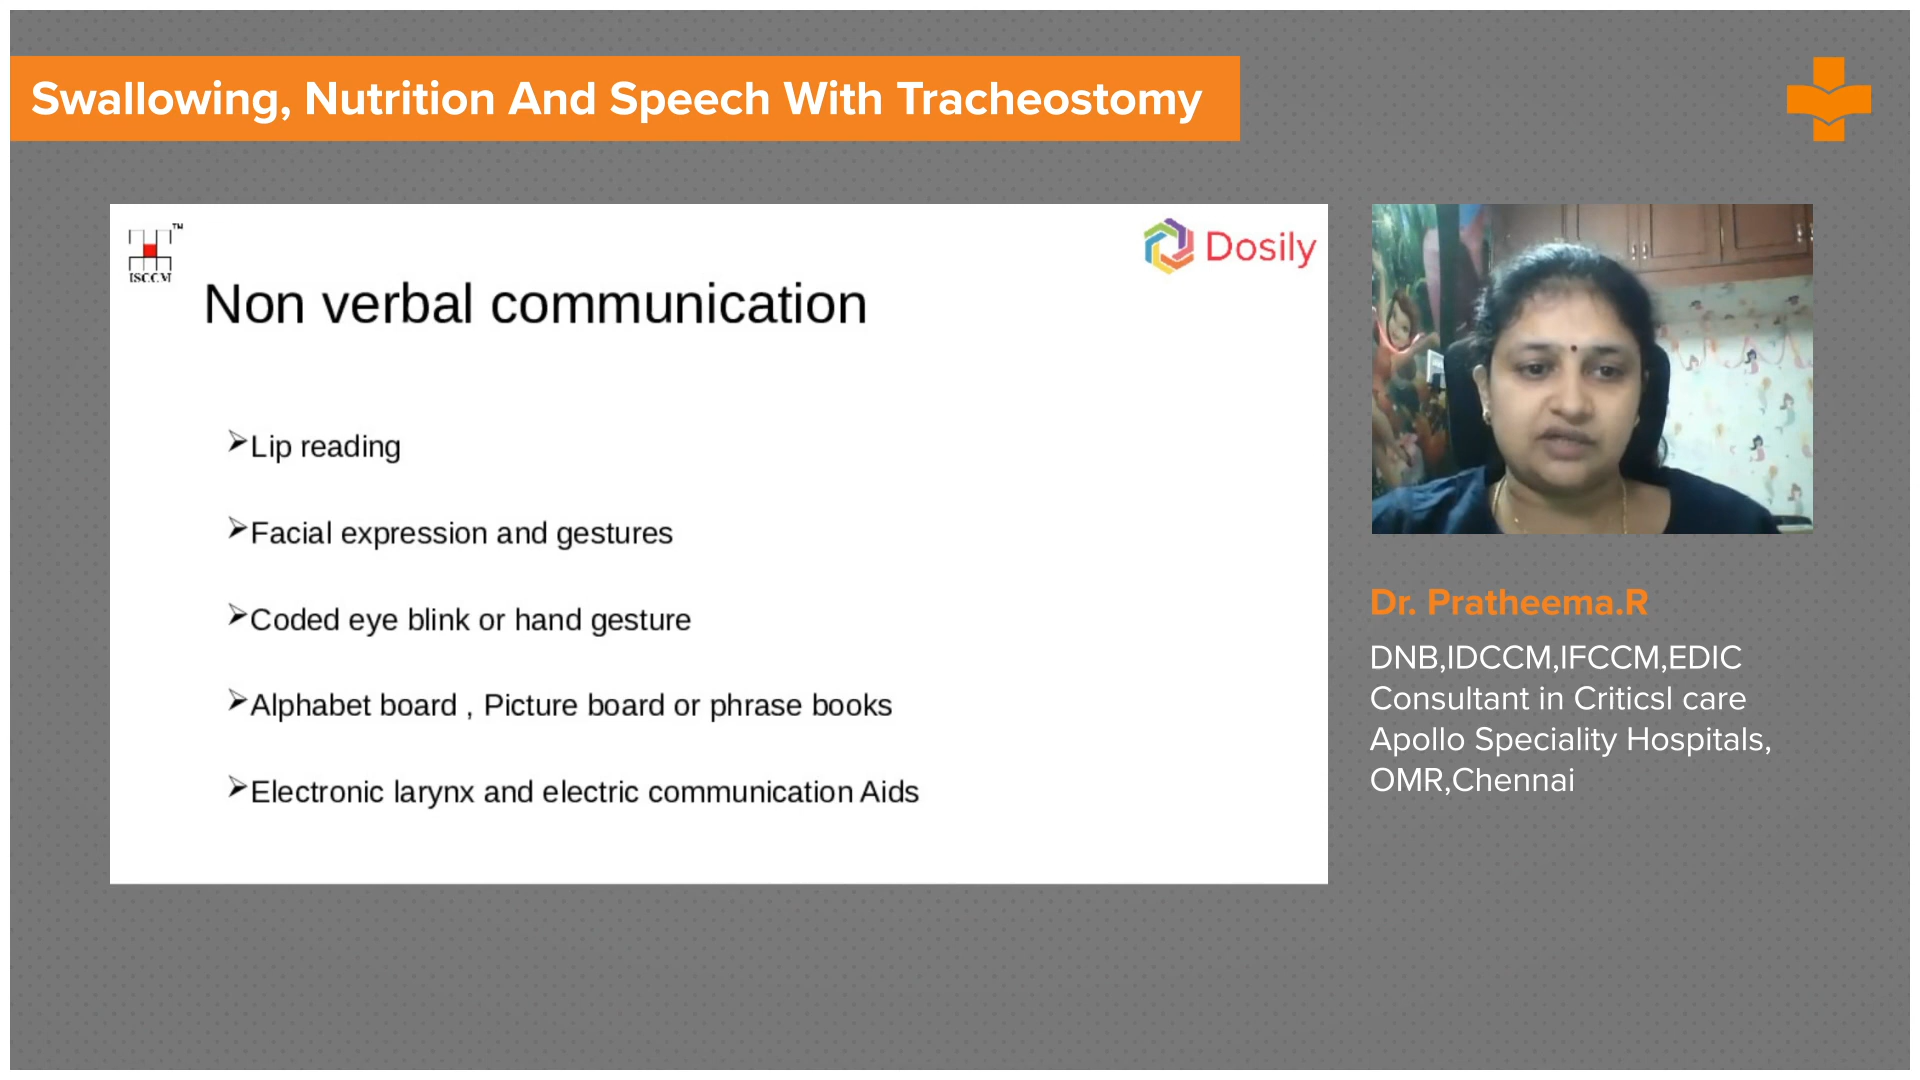 Swallowing, Nutrition And Speech With Tracheostomy
TM
ISCCM
Dosily
Non verbal communication
➢Lip reading
➢Facial expression and gestures
➢Coded eye blink or hand gesture
➢Alphabet board , Picture board or phrase books
➢Electronic larynx and electric communication Aids
Dr. Pratheema.R
DNB,IDCCM,IFCCM,EDIC
Consultant in Criticsl care
Apollo Speciality Hospitals,
OMR,Chennai